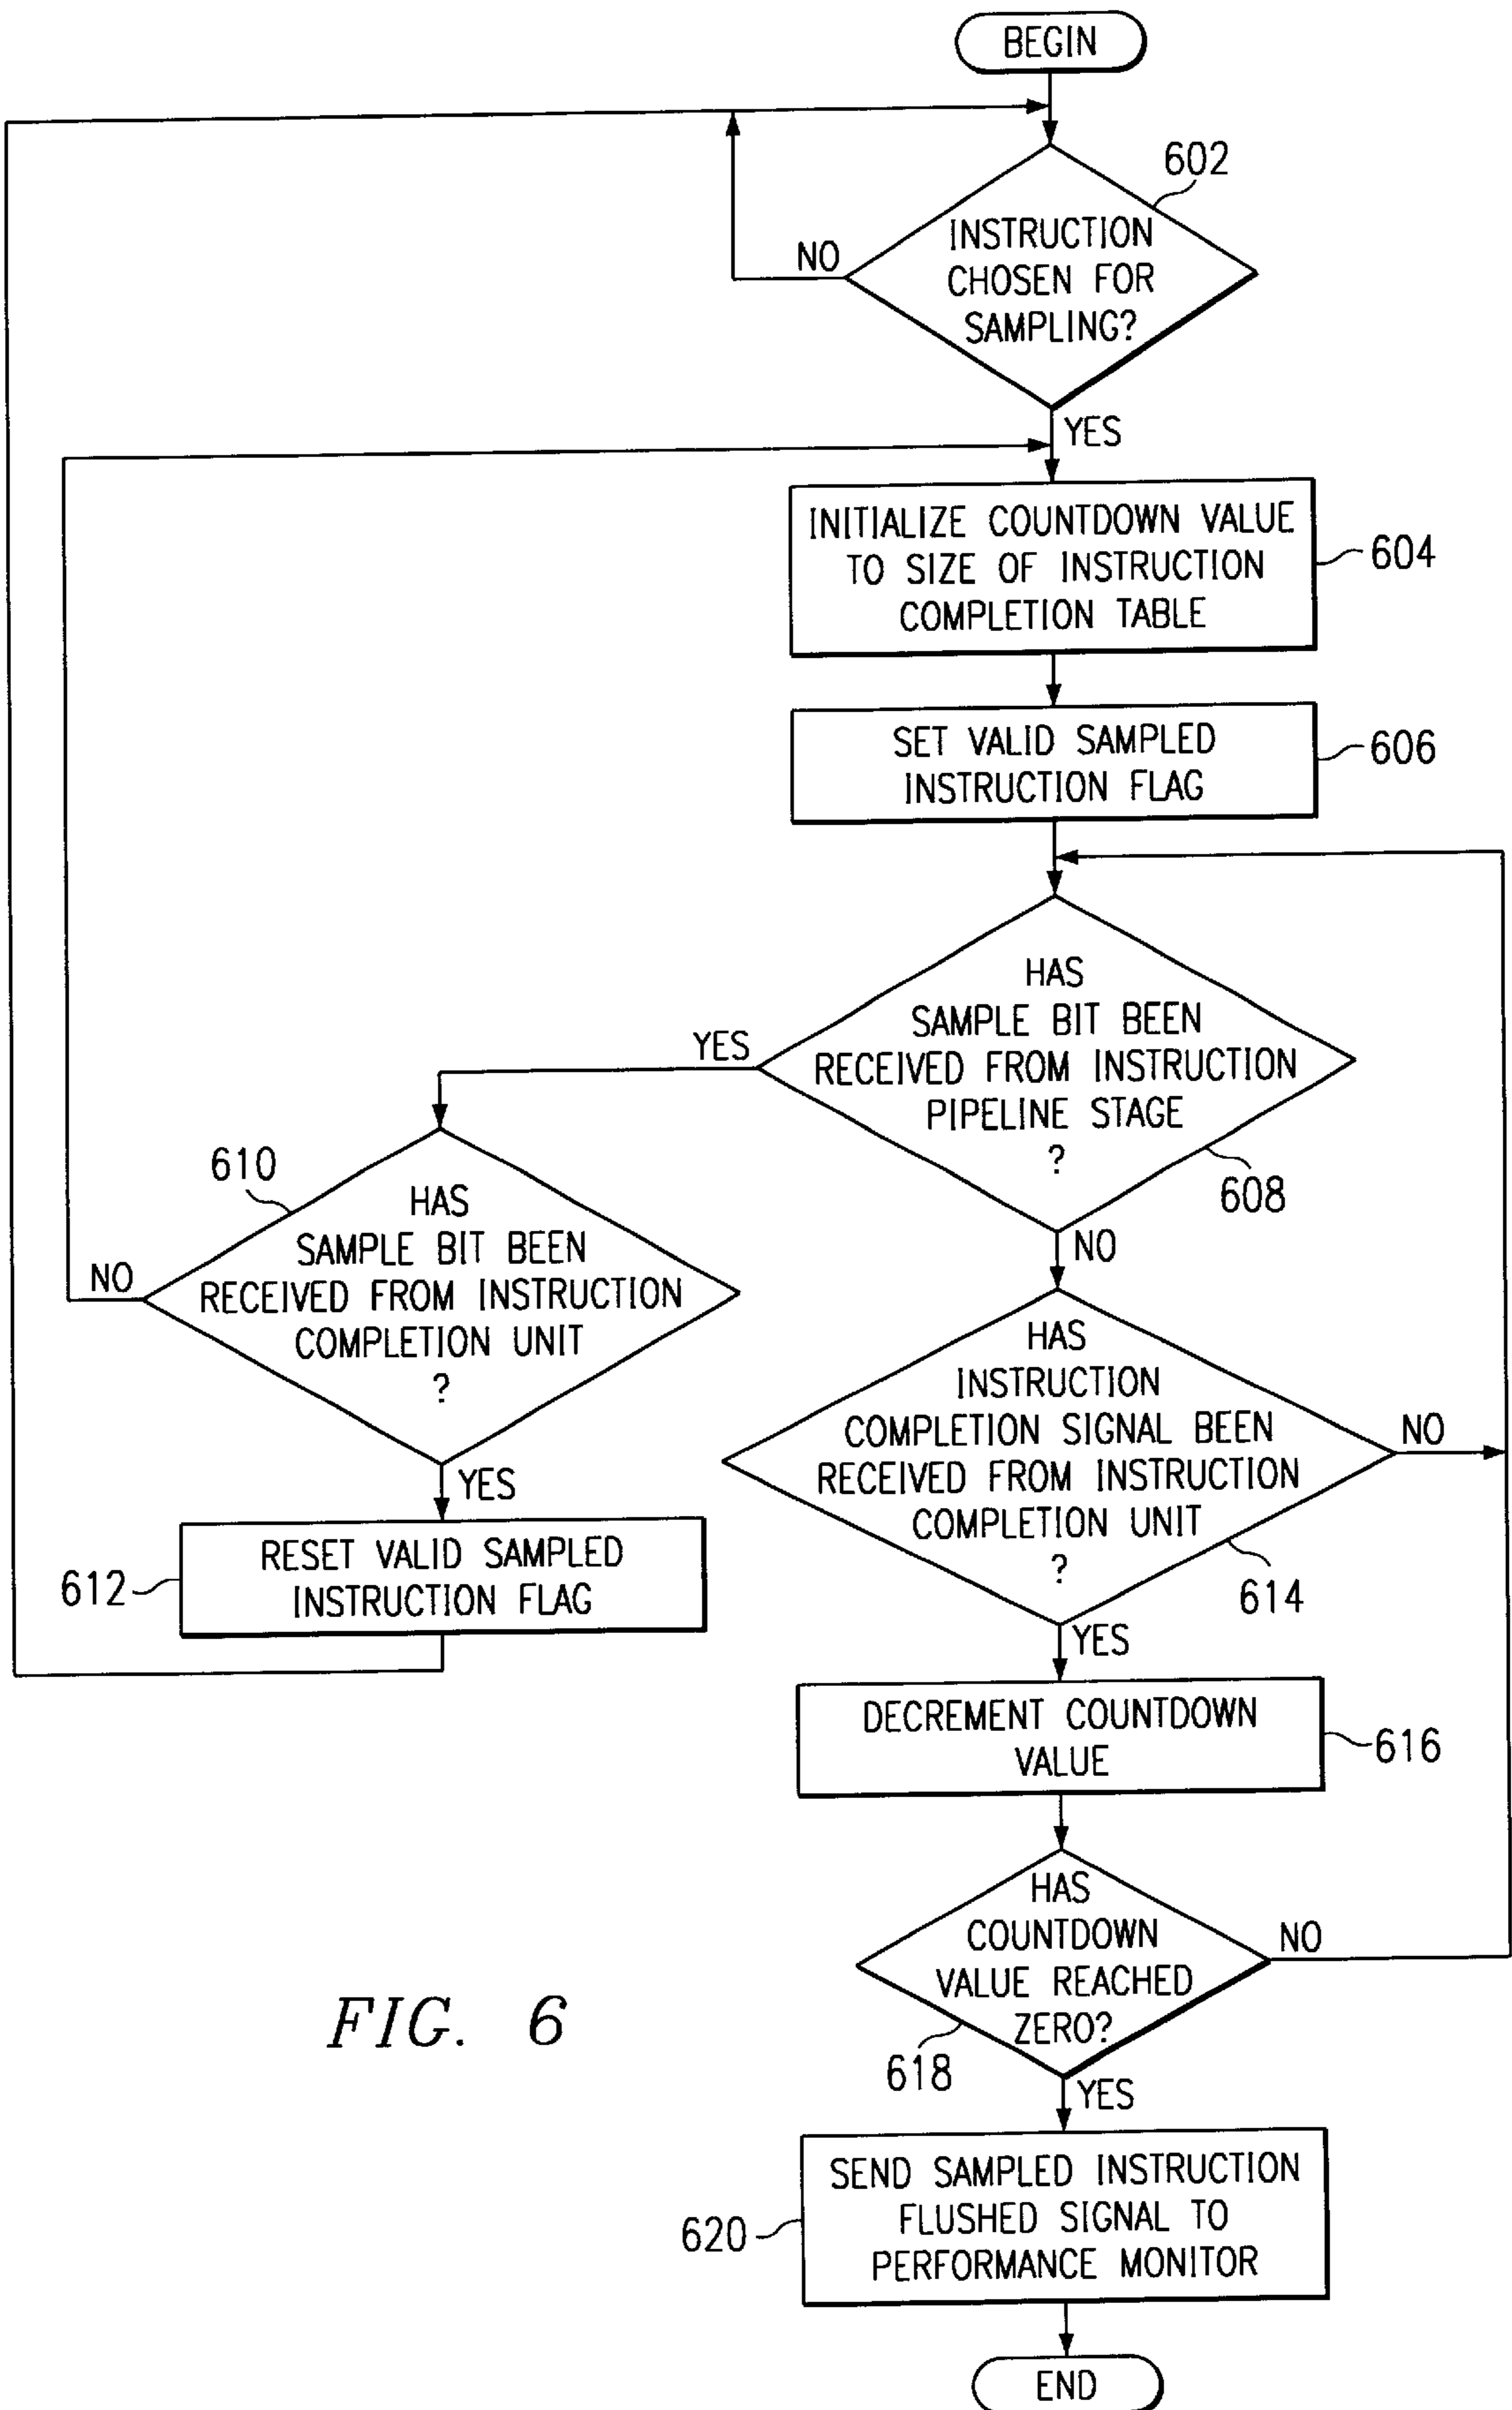 BEGIN
602
INSTRUCTION
CHOSEN FOR
SAMPLING?
NO
YES
INITIALIZE COUNTDOWN VALUE
TO SIZE OF INSTRUCTION
COMPLETION TABLE
604
SET VALID SAMPLED
INSTRUCTION FLAG
606
HAS
SAMPLE BIT BEEN
RECEIVED FROM INSTRUCTION
PIPELINE STAGE
?
608
YES
NO
610
HAS
SAMPLE BIT BEEN
RECEIVED FROM INSTRUCTION
COMPLETION UNIT
?
NO
YES
RESET VALID SAMPLED
INSTRUCTION FLAG
612
HAS
INSTRUCTION
COMPLETION SIGNAL BEEN
RECEIVED FROM INSTRUCTION
COMPLETION UNIT
?
614
NO
YES
DECREMENT COUNTDOWN
VALUE
616
HAS
COUNTDOWN
VALUE REACHED
ZERO?
618
NO
YES
SEND SAMPLED INSTRUCTION
FLUSHED SIGNAL TO
PERFORMANCE MONITOR
620
END
FIG. 6